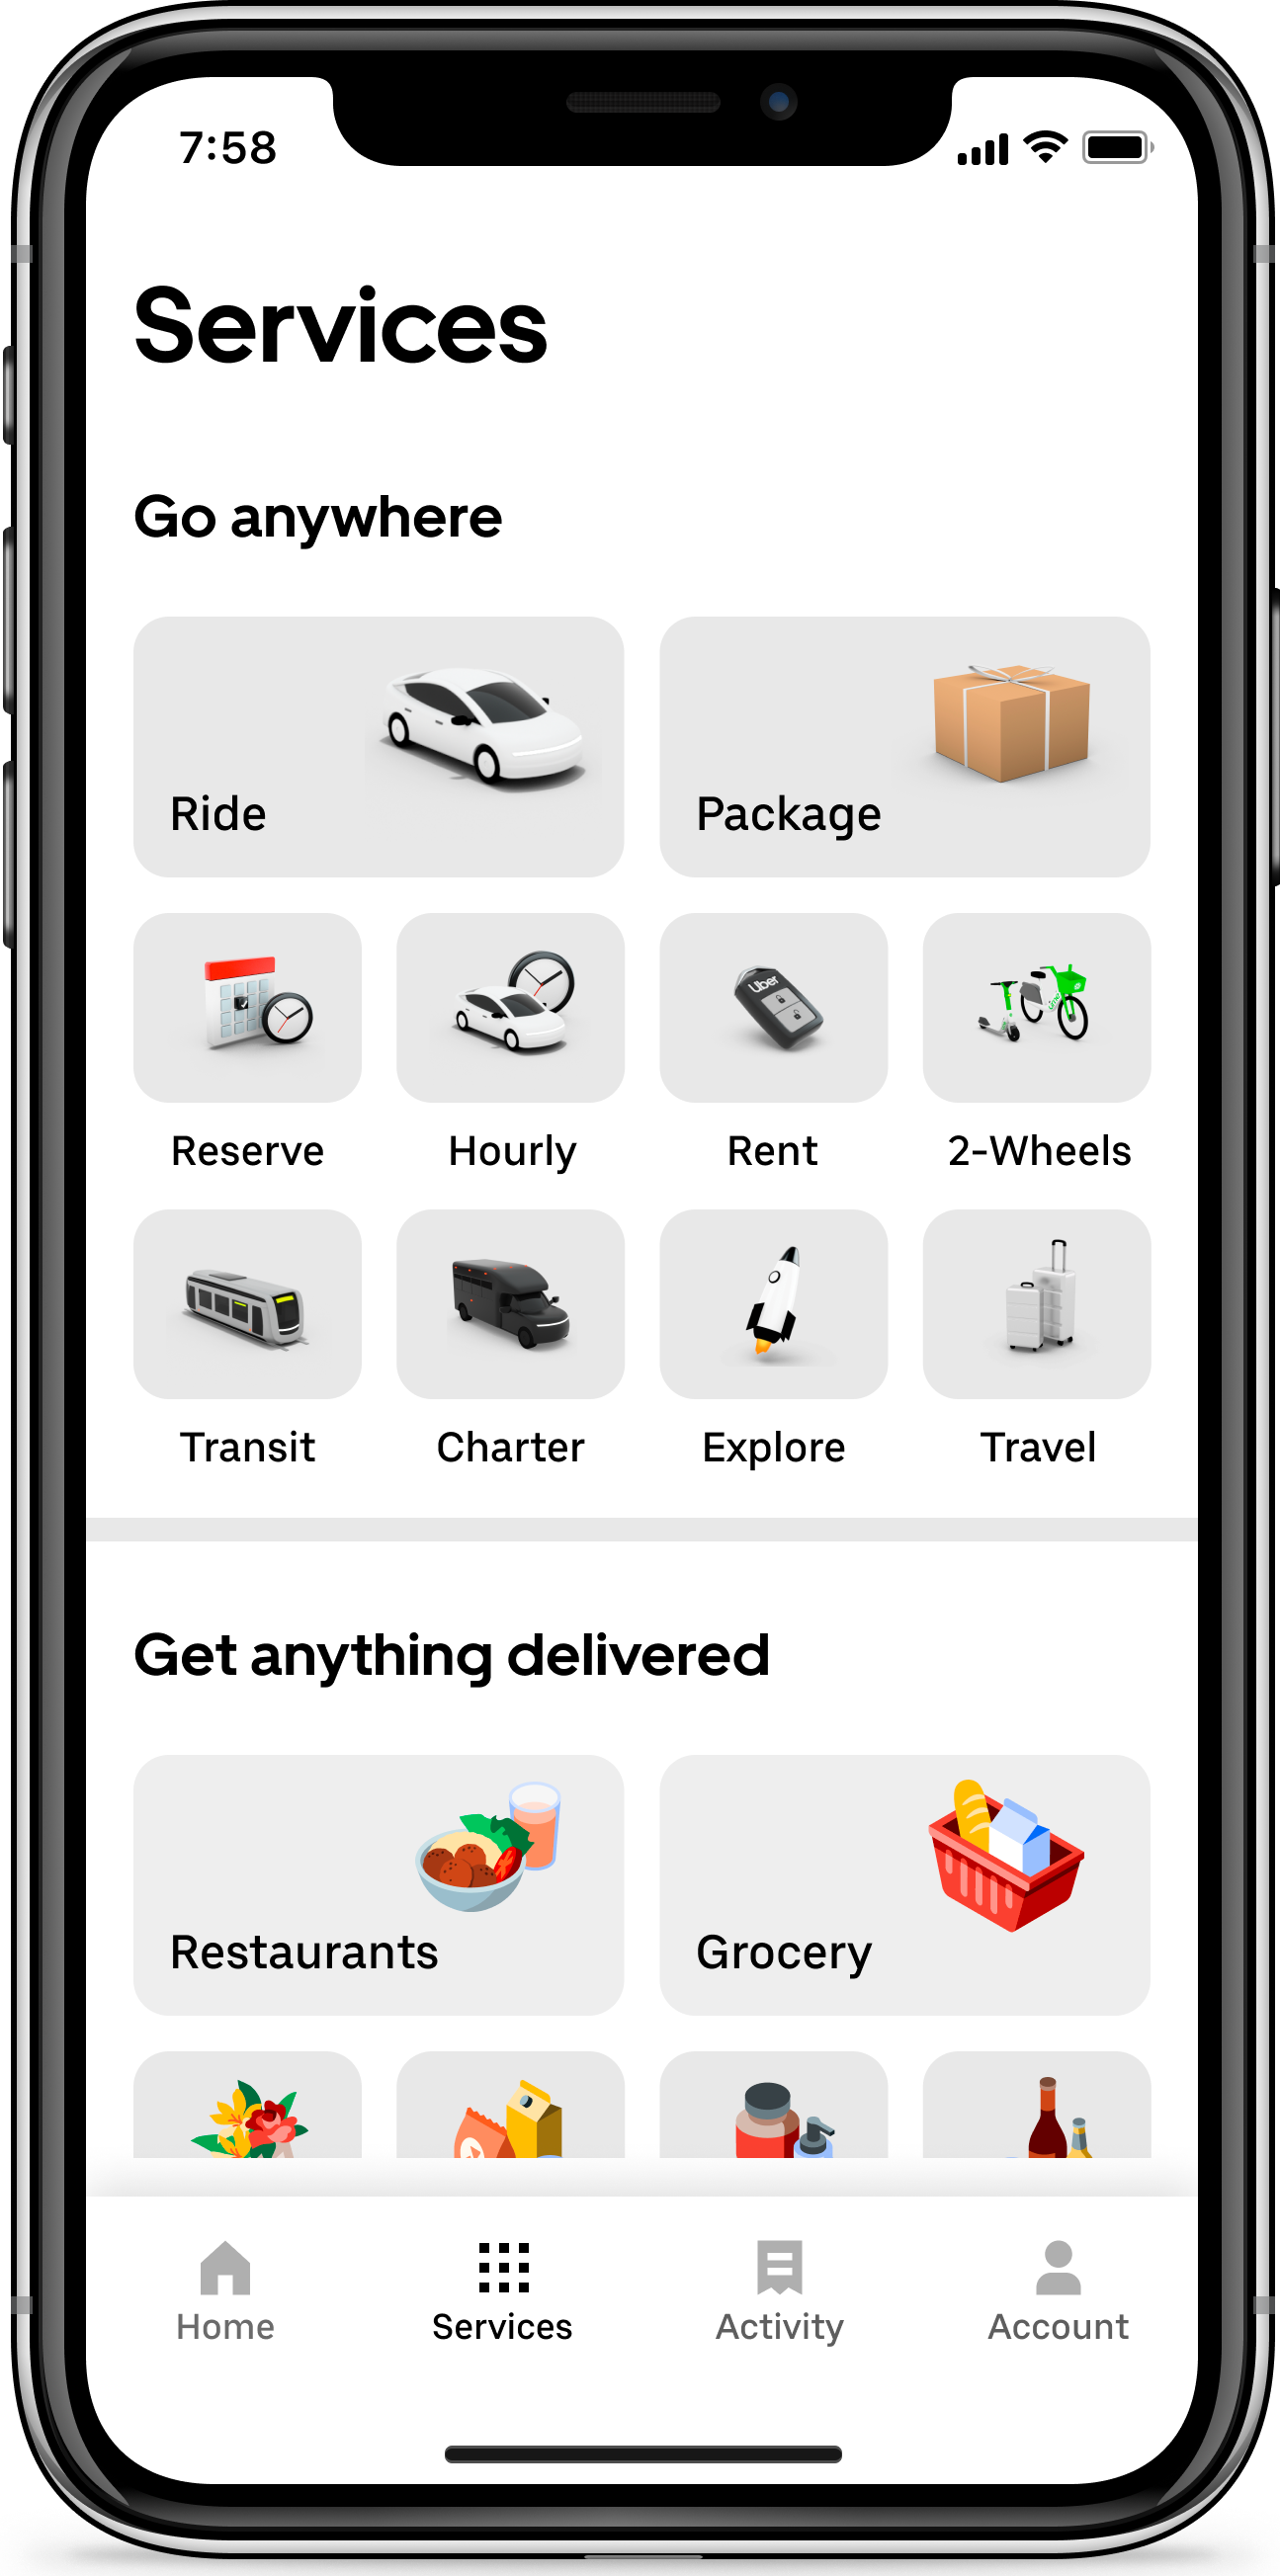 7:58
Services
Go anywhere
Ride
Package
Uber
Reserve
Hourly
Rent
2-Wheels
Transit
Charter
Explore
Travel
Get anything delivered
Restaurants
Grocery
Home
Services
Activity
Account